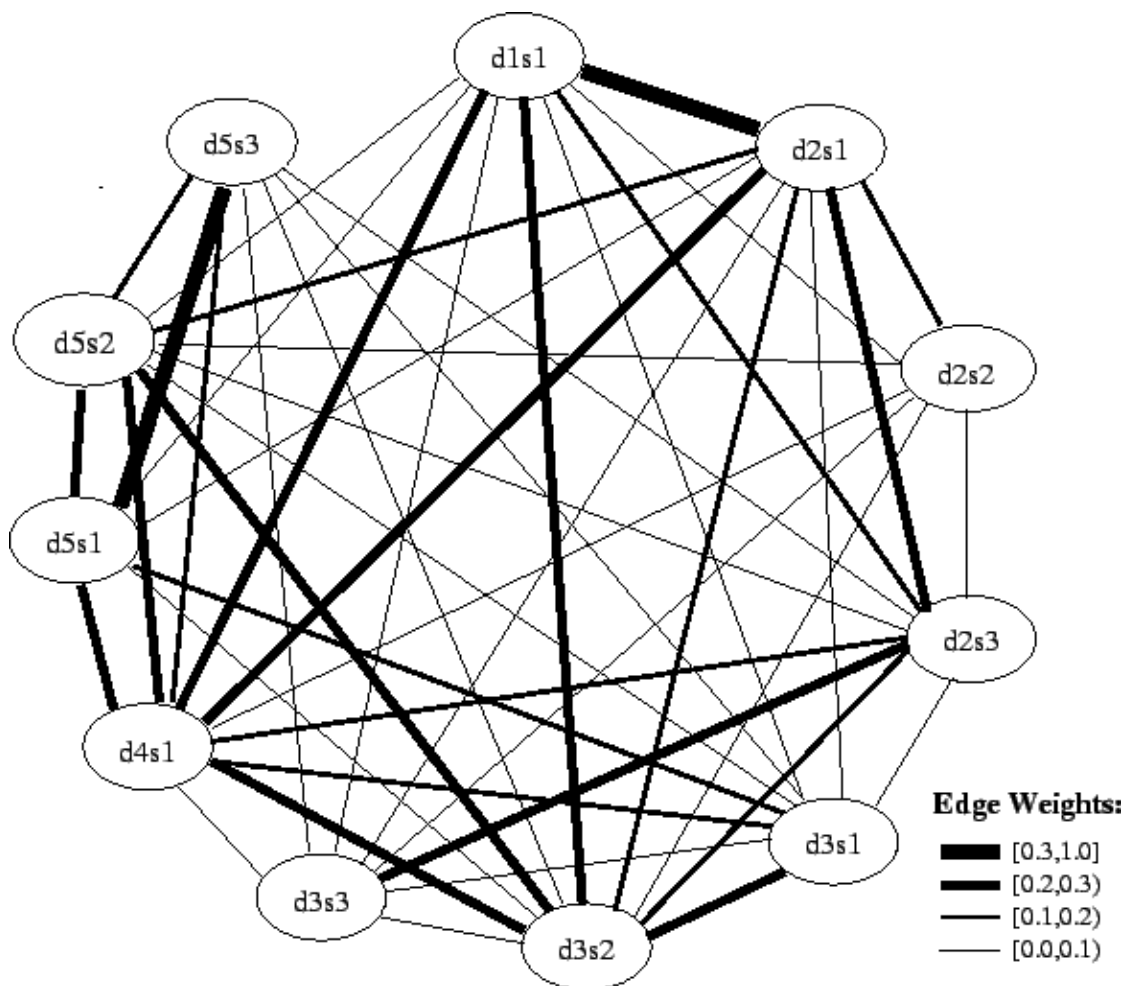 d1s1
d5s3
d2s1
d5s2
d2s2
d5s1
d2s3
d4s1
d3s1
d3s3
d3s2
Edge Weights:
[0.3,1.0]
[0.2,0.3)
[0.1,0.2)
[0.0,0.1)